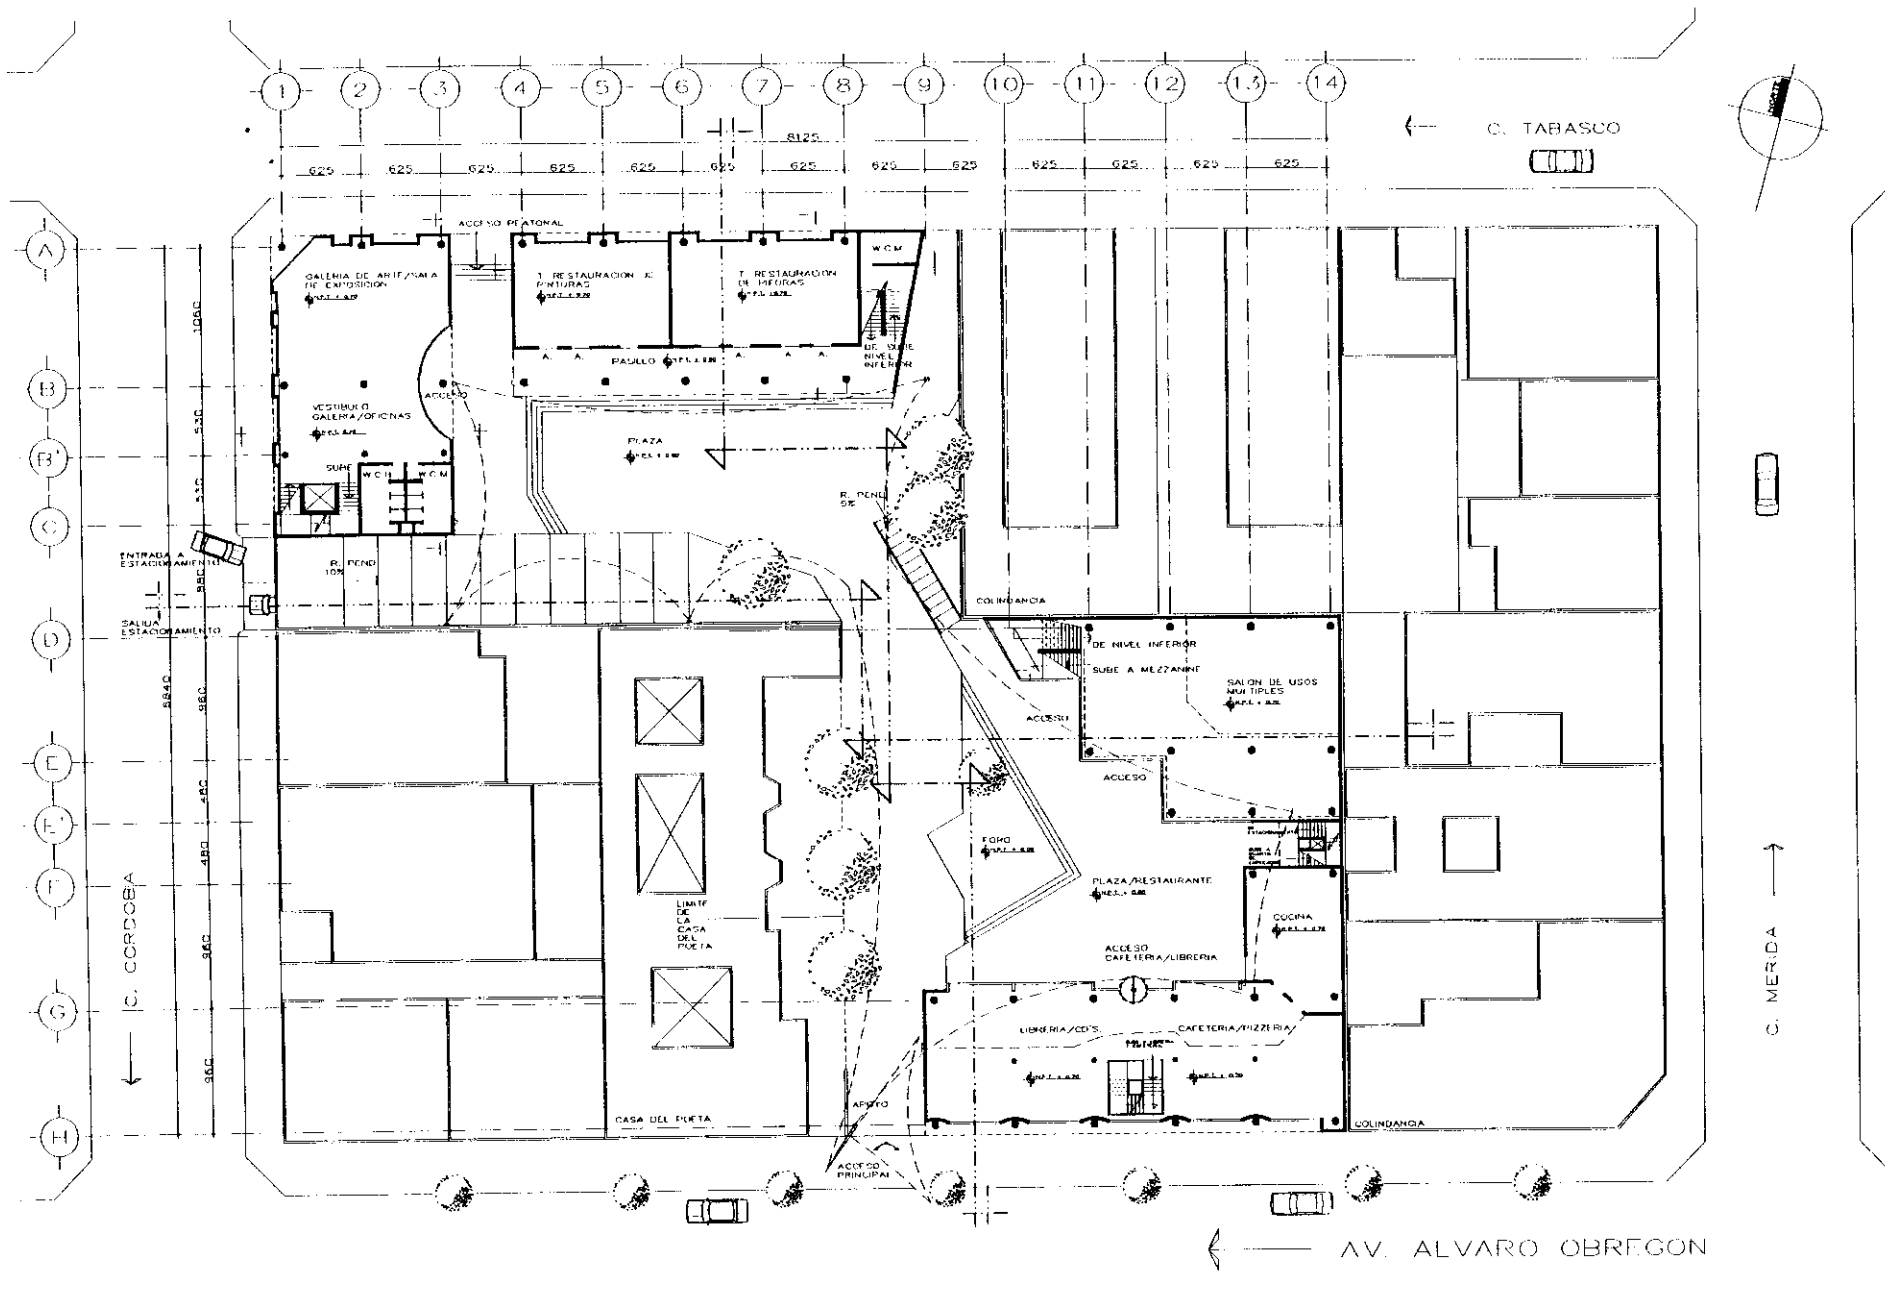 1 2 3 4 5 6 7 8 9 10 11 12 13 14
C. TABASCO
8125
625 625 625 625 625 625 625 625 625 625 625 625 625
A
B
B'
C
D
E
E'
F
G
H
1060
530
530
880
960
480
480
960
960
8840
ACCESO PEATONAL
GALERIA DE ARTE/SALA
DE EXPOSICION
T. RESTAURACION DE
PINTURAS
T. RESTAURACION
DE PIEDRAS
W.C.M
PASILLO
A. A. A. A. A.
DE SUBE
NIVEL
INFERIOR
ACCESO
VESTIBULO
GALERIA/OFICINAS
SUBE
W.C.H
W.C.M
PLAZA
R. PEND
ENTRADA A
ESTACIONAMIENTO
R. PEND
10%
SALIDA
ESTACIONAMIENTO
COLINDANCIA
DE NIVEL INFERIOR
SUBE A MEZZANINE
SALON DE USOS
MULTIPLES
ACCESO
ACCESO
FORO
PLAZA/RESTAURANTE
LIMITE
DE
LA
CASA
DEL
POETA
COCINA
ACCESO
CAFETERIA/LIBRERIA
LIBRERIA/CD'S.
CAFETERIA/PIZZERIA
CASA DEL POETA
APOYO
COLINDANCIA
ACCESO
PRINCIPAL
C. CORDOBA
C. MERIDA
AV. ALVARO OBREGON